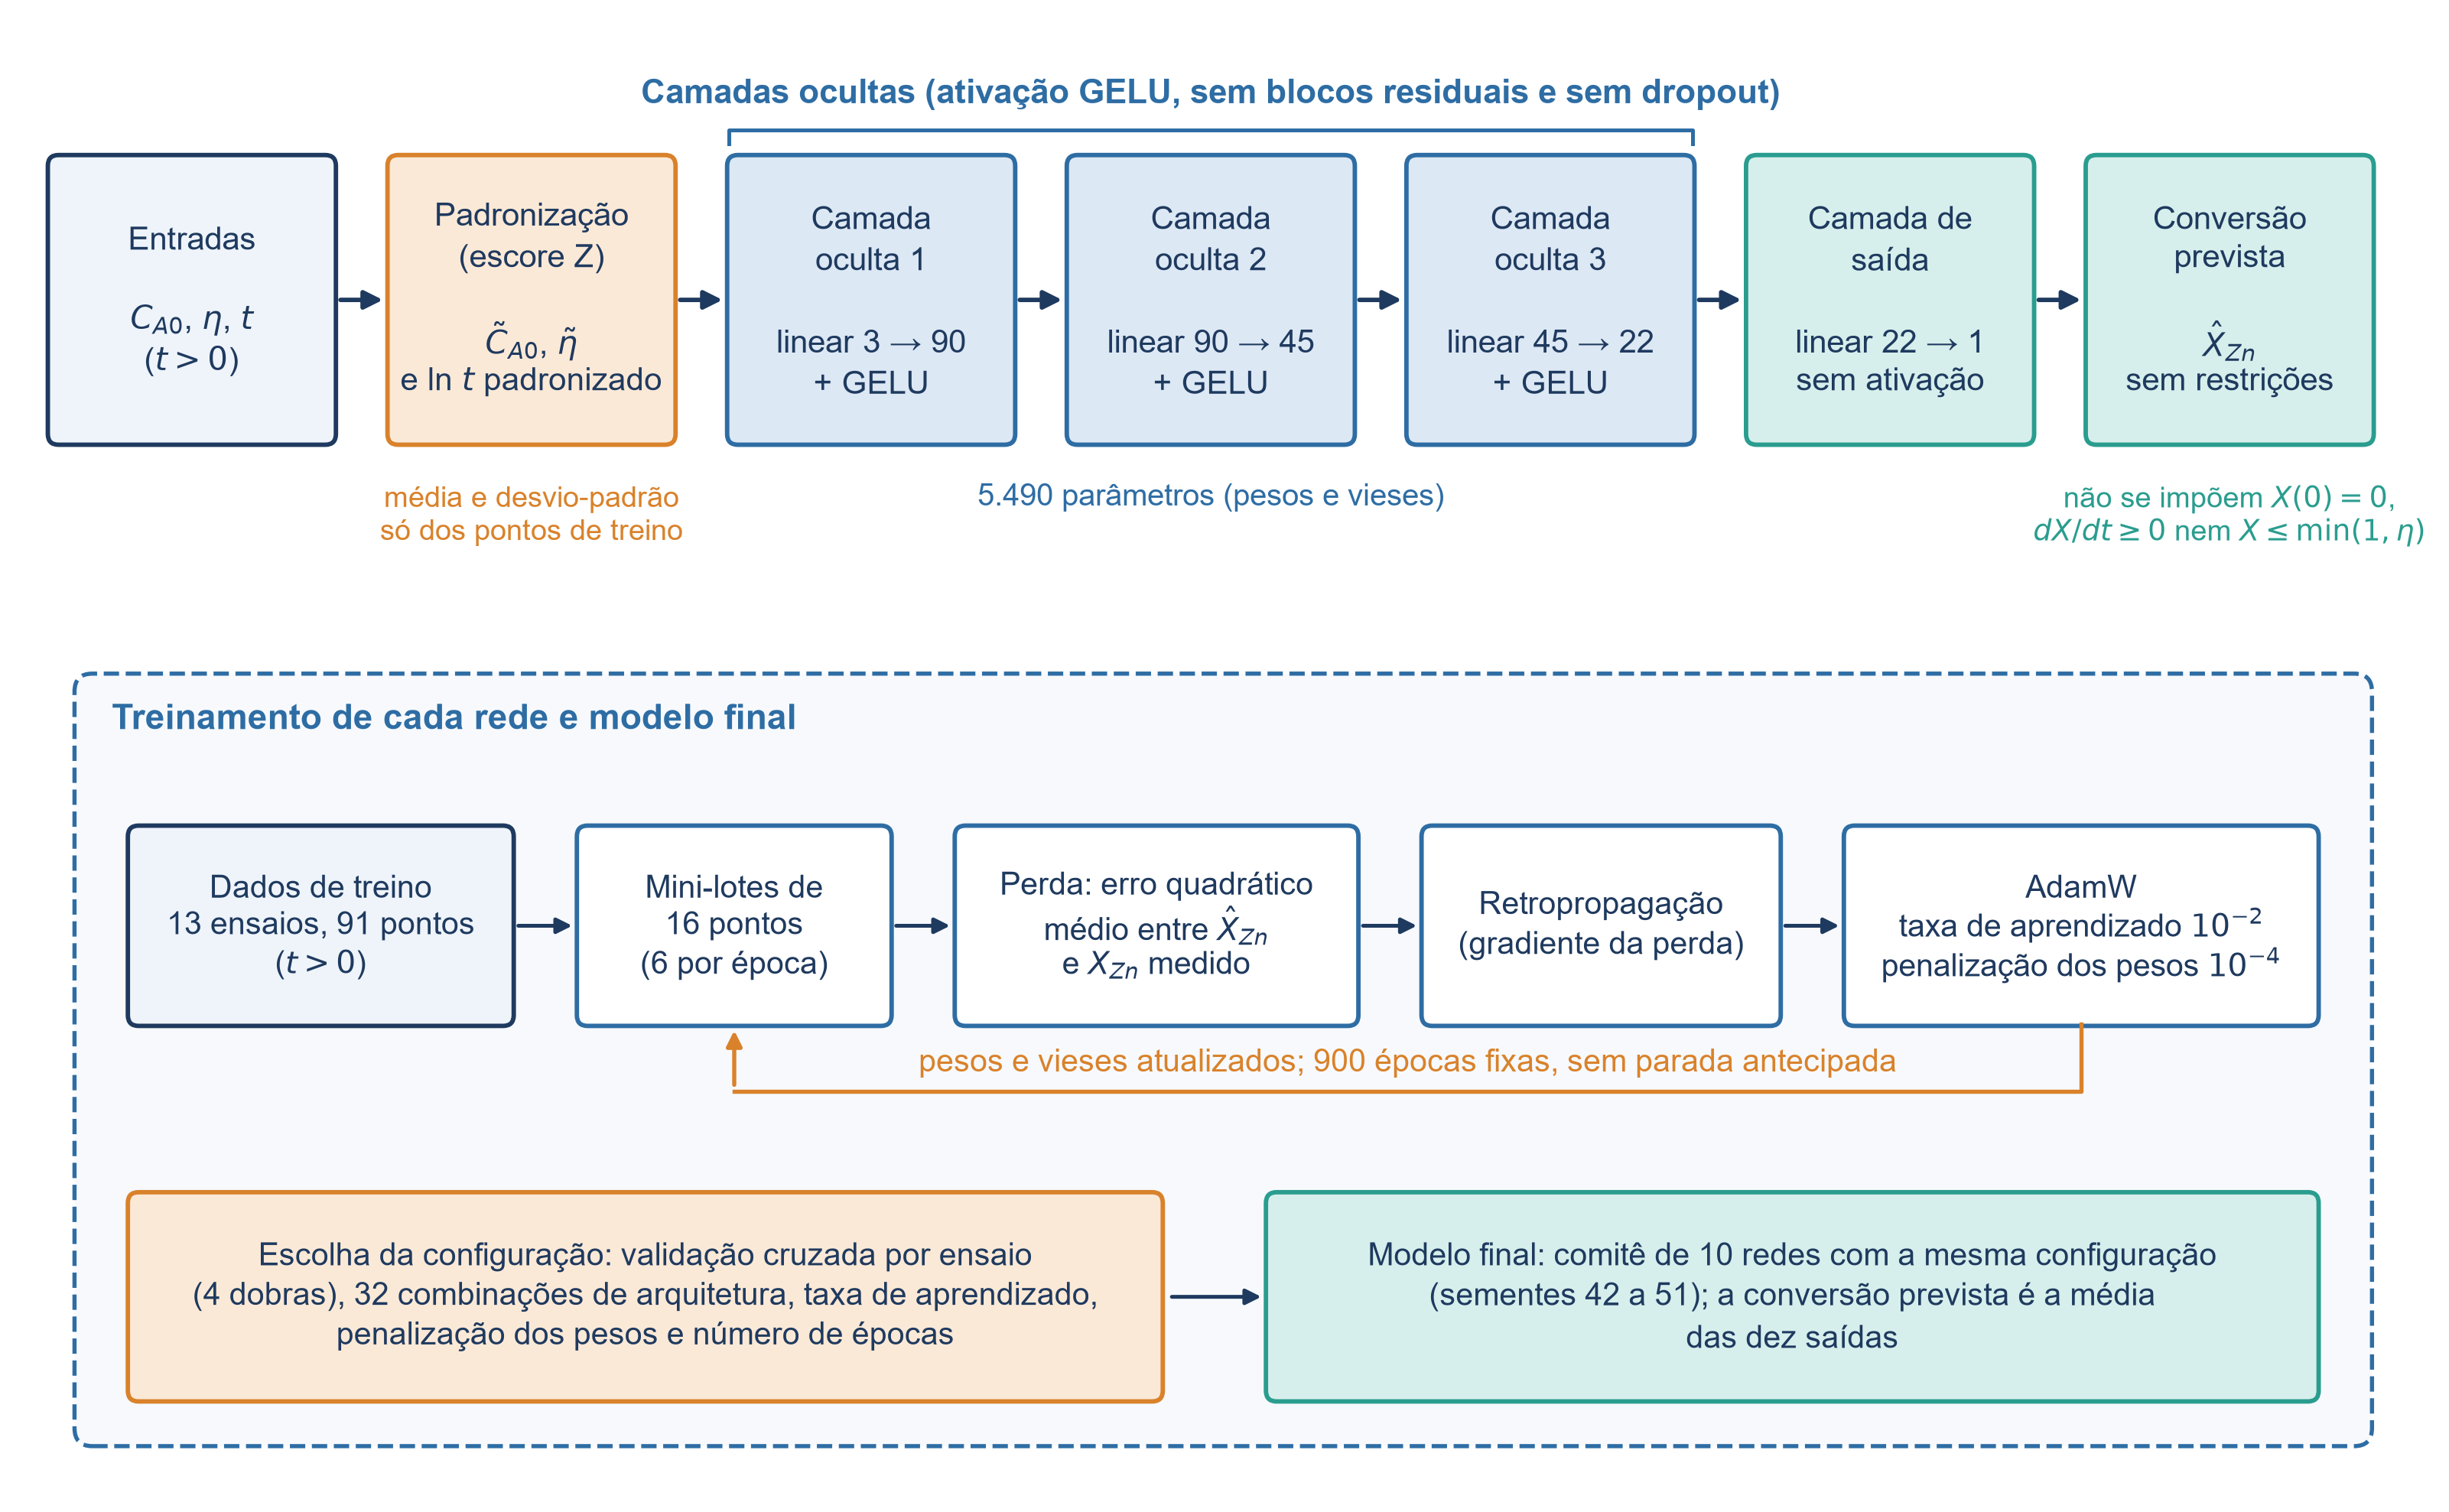 Camadas ocultas (ativação GELU, sem blocos residuais e sem dropout)
Entradas
C_{A0}, η, t
(t > 0)
Padronização
(escore Z)
C̃_{A0}, η̃
e ln t padronizado
média e desvio-padrão
só dos pontos de treino
Camada
oculta 1
linear 3 → 90
+ GELU
Camada
oculta 2
linear 90 → 45
+ GELU
Camada
oculta 3
linear 45 → 22
+ GELU
5.490 parâmetros (pesos e vieses)
Camada de
saída
linear 22 → 1
sem ativação
Conversão
prevista
X̂_{Zn}
sem restrições
não se impõem X(0) = 0,
dX/dt ≥ 0 nem X ≤ min(1, η)
Treinamento de cada rede e modelo final
Dados de treino
13 ensaios, 91 pontos
(t > 0)
Mini-lotes de
16 pontos
(6 por época)
Perda: erro quadrático
médio entre X̂_{Zn}
e X_{Zn} medido
Retropropagação
(gradiente da perda)
AdamW
taxa de aprendizado 10^{−2}
penalização dos pesos 10^{−4}
pesos e vieses atualizados; 900 épocas fixas, sem parada antecipada
Escolha da configuração: validação cruzada por ensaio
(4 dobras), 32 combinações de arquitetura, taxa de aprendizado,
penalização dos pesos e número de épocas
Modelo final: comitê de 10 redes com a mesma configuração
(sementes 42 a 51); a conversão prevista é a média
das dez saídas